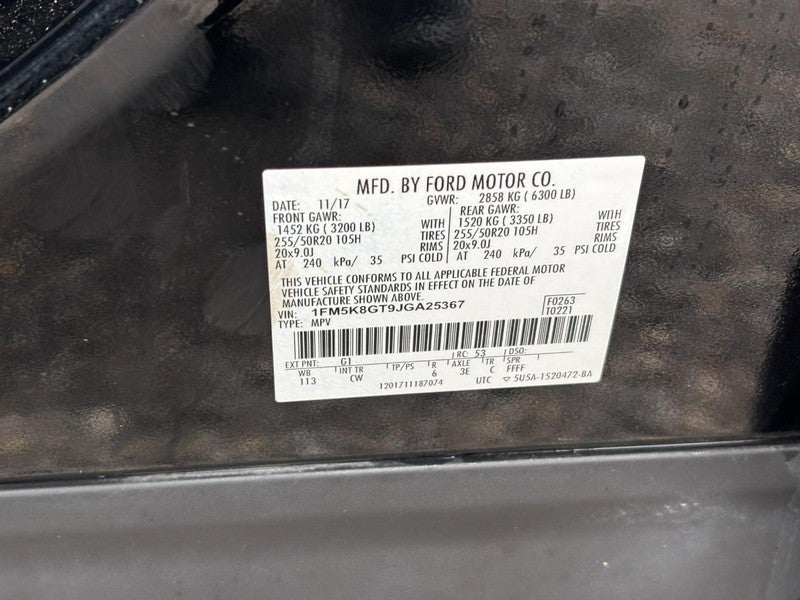 MFD. BY FORD MOTOR CO.
DATE: 11/17 GVWR: 2858 KG ( 6300 LB)
FRONT GAWR: REAR GAWR:
1452 KG ( 3200 LB) WITH 1520 KG ( 3350 LB) WITH
255/50R20 105H TIRES 255/50R20 105H TIRES
20x9.0J RIMS 20x9.0J RIMS
AT 240 kPa/ 35 PSI COLD AT 240 kPa/ 35 PSI COLD
THIS VEHICLE CONFORMS TO ALL APPLICABLE FEDERAL MOTOR
VEHICLE SAFETY STANDARDS IN EFFECT ON THE DATE OF
MANUFACTURE SHOWN ABOVE.
VIN: 1FM5K8GT9JGA25367 F0263
TYPE: MPV T0221
EXT PNT: G1 RC: 53 DSO:
WB INT TR TP/PS R AXLE TR SPR
113 CW 6 3E C FFFF
1201711187074 UTC ▽ 5U5A-1520472-BA